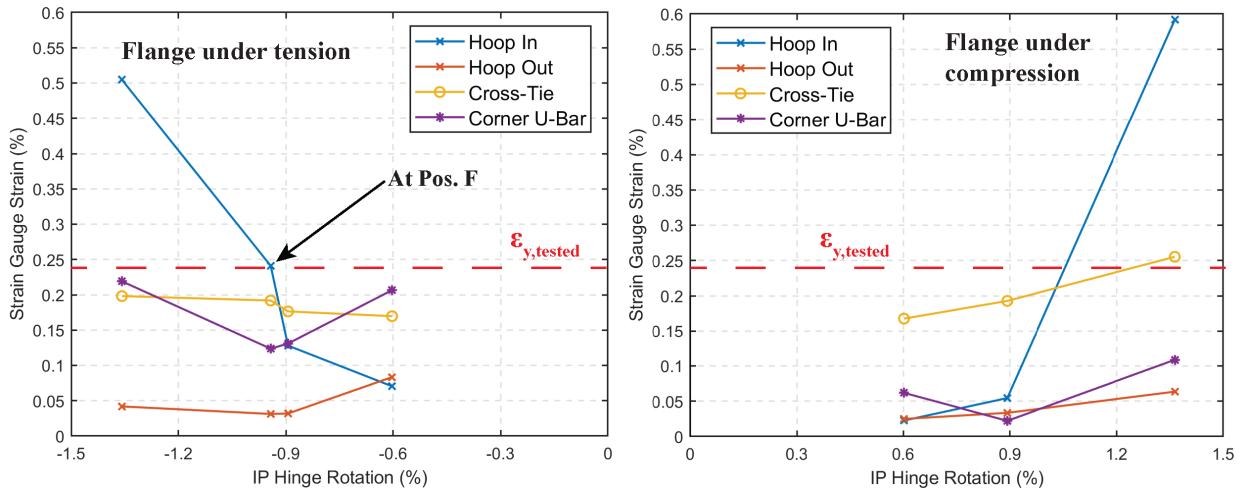 0.6
0.55
0.5
0.45
0.4
0.35
0.3
0.25
0.2
0.15
0.1
0.05
0
Strain Gauge Strain (%)
Flange under tension
Hoop In
Hoop Out
Cross-Tie
Corner U-Bar
At Pos. F
εy,tested
-1.5
-1.2
-0.9
-0.6
-0.3
0
IP Hinge Rotation (%)
0.6
0.55
0.5
0.45
0.4
0.35
0.3
0.25
0.2
0.15
0.1
0.05
0
Strain Gauge Strain (%)
Hoop In
Hoop Out
Cross-Tie
Corner U-Bar
Flange under
compression
εy,tested
0
0.3
0.6
0.9
1.2
1.5
IP Hinge Rotation (%)